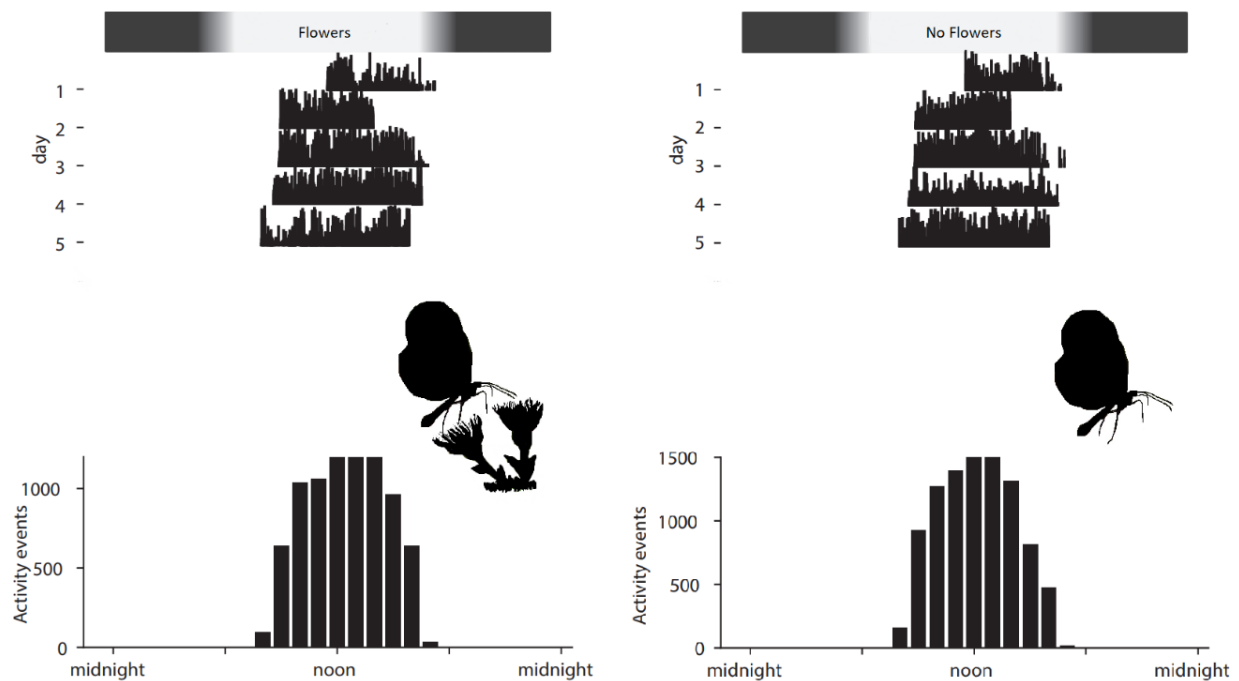 Flowers
day
1
2
3
4
5
Activity events
1000
500
0
midnight
noon
midnight
No Flowers
day
1
2
3
4
5
Activity events
1500
1000
500
0
midnight
noon
midnight